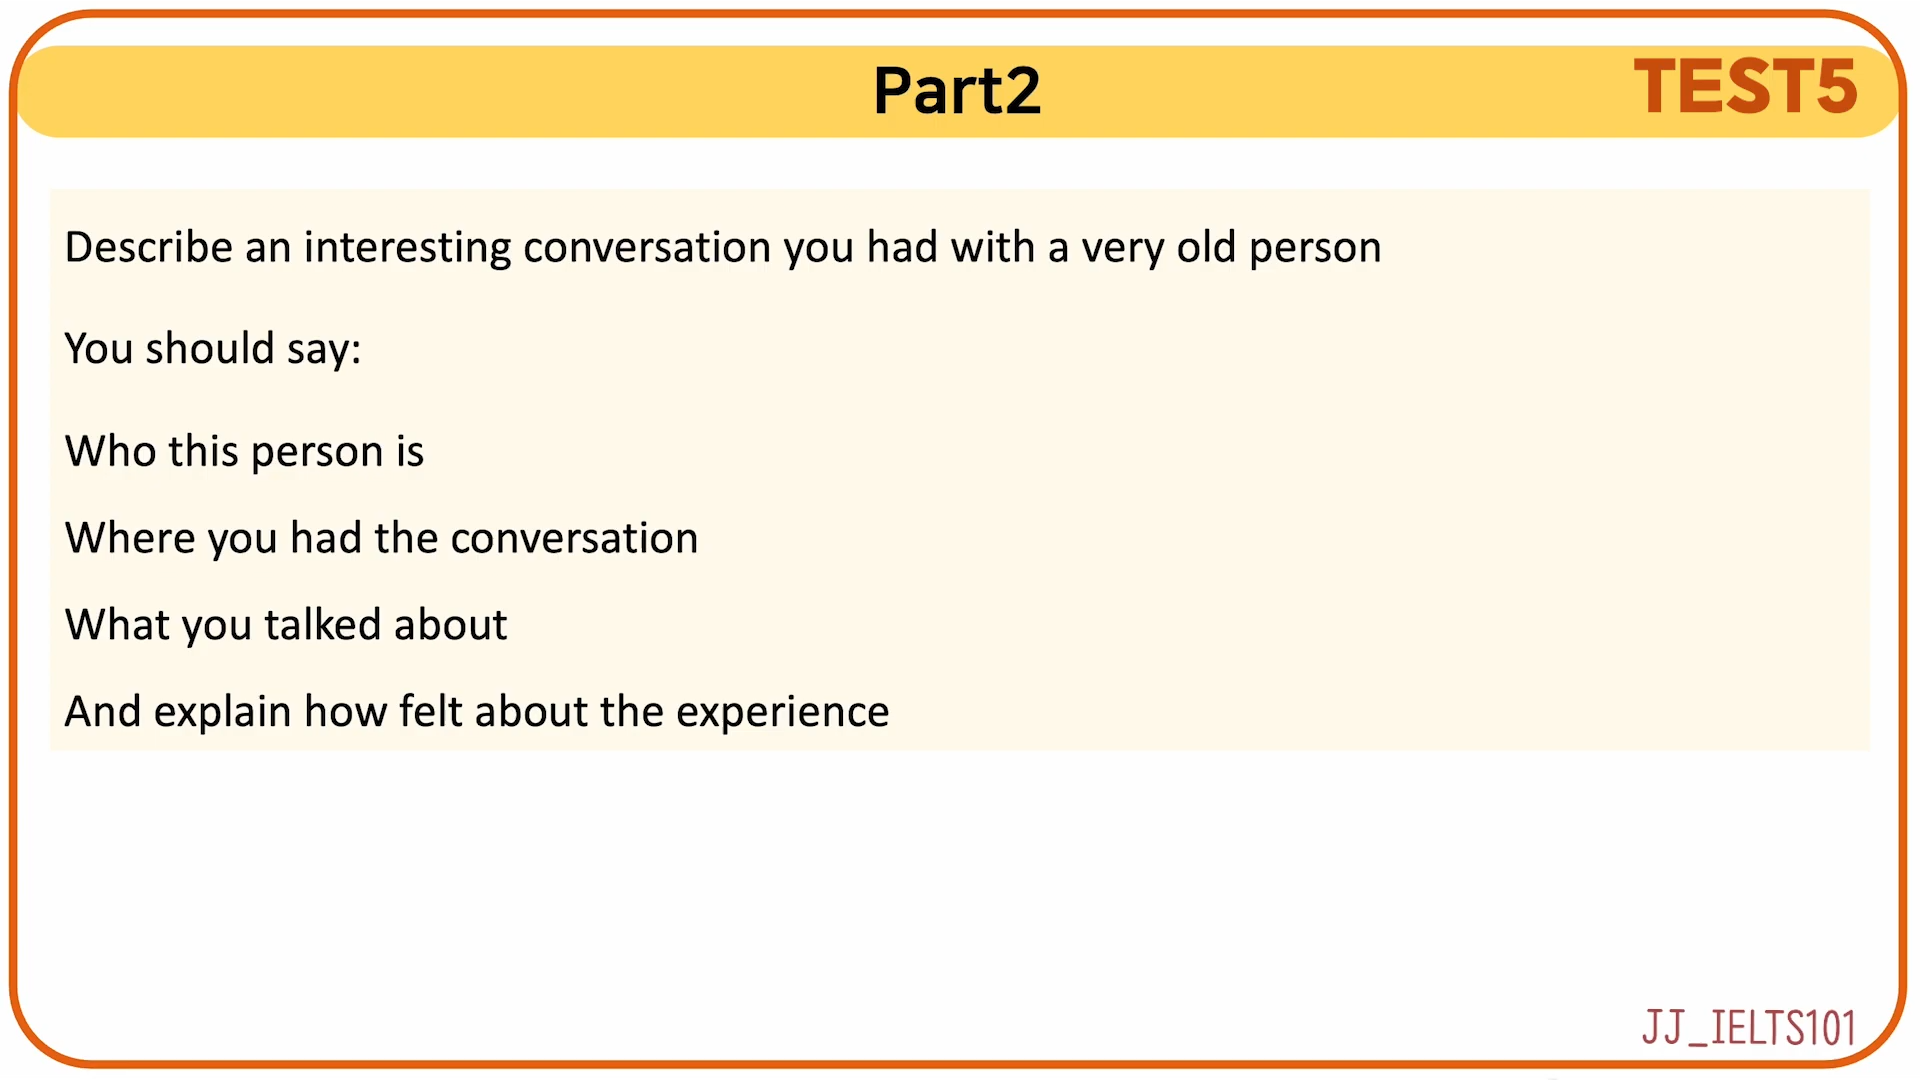 Part2
TEST5
Describe an interesting conversation you had with a very old person
You should say:
Who this person is
Where you had the conversation
What you talked about
And explain how felt about the experience
JJ_IELTS101